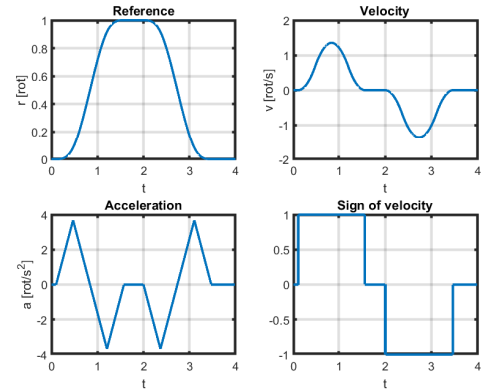 Reference
1
0.8
0.6
0.4
0.2
0
r [rot]
0 1 2 3 4
t
Velocity
2
1
0
-1
-2
v [rot/s]
0 1 2 3 4
t
Acceleration
4
2
0
-2
-4
a [rot/s²]
0 1 2 3 4
t
Sign of velocity
1
0.5
0
-0.5
-1
0 1 2 3 4
t